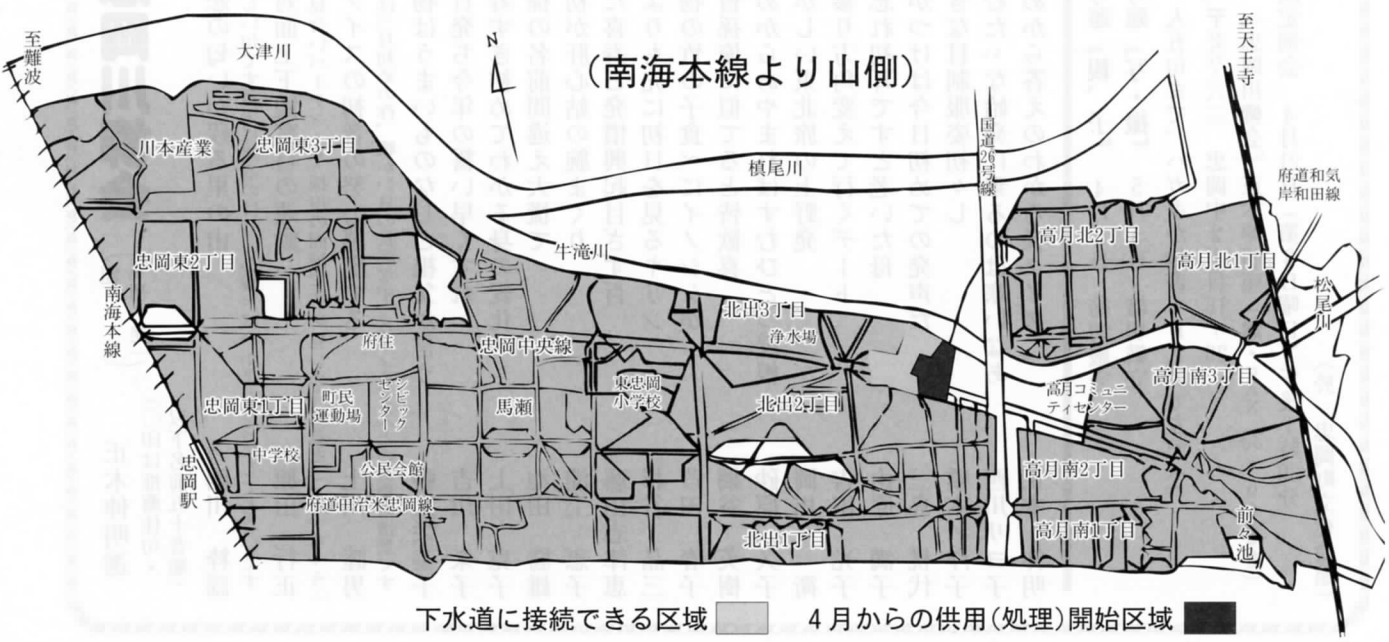 至難波
大津川
N
(南海本線より山側)
至天王寺
川本産業
忠岡東3丁目
槙尾川
国道26号線
府道和気
岸和田線
忠岡東2丁目
牛滝川
高月北2丁目
高月北1丁目
松尾川
南海本線
北出3丁目
浄水場
府住
忠岡中央線
高月南3丁目
忠岡東1丁目
町民
運動場
シビック
センター
馬瀬
東忠岡
小学校
北出2丁目
高月コミュニ
ティセンター
忠岡駅
中学校
公民会館
高月南2丁目
府道田治米忠岡線
北出1丁目
高月南1丁目
前々池
下水道に接続できる区域
4月からの供用(処理)開始区域